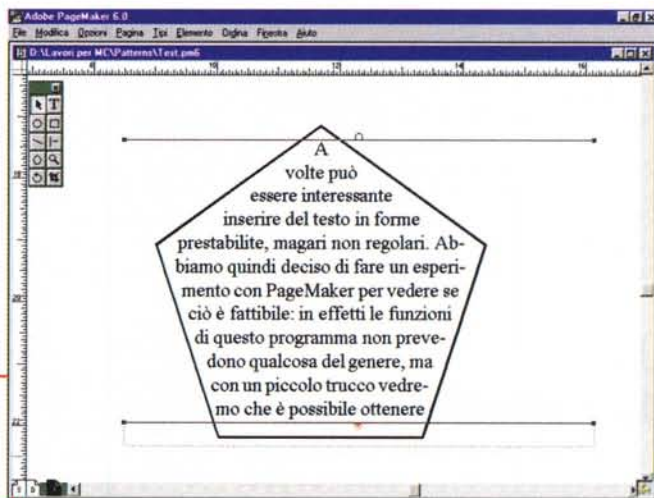 Adobe PageMaker 6.0
File Modifica Opzioni Pagina Tipi Elemento Ordina Finestra Aiuto
D:\Lavori per MC\Patterns\Test.pm6
A
volte può
essere interessante
inserire del testo in forme
prestabilite, magari non regolari. Ab-
biamo quindi deciso di fare un esperi-
mento con PageMaker per vedere se
ciò è fattibile: in effetti le funzioni
di questo programma non preve-
dono qualcosa del genere, ma
con un piccolo trucco vedre-
mo che è possibile ottenere